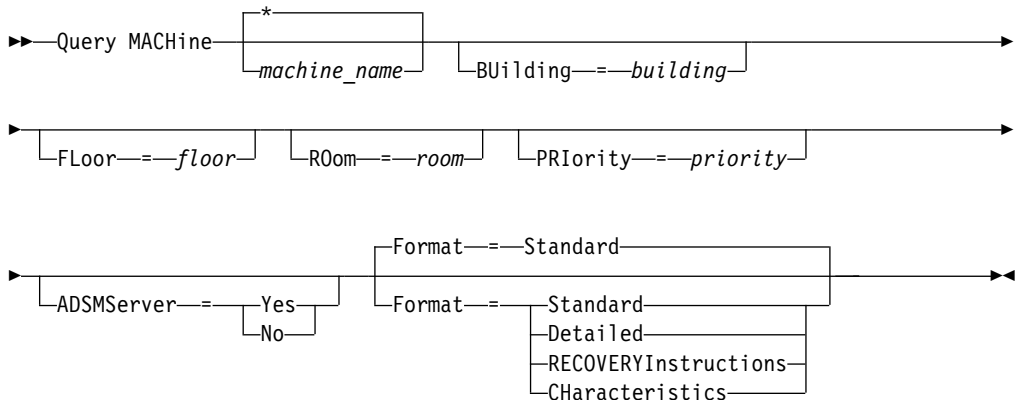 *
Query MACHine
machine_name
BUilding = building
FLoor = floor
ROom = room
PRIority = priority
Format = Standard
ADSMServer = Yes
No
Format = Standard
Detailed
RECOVERYInstructions
CHaracteristics